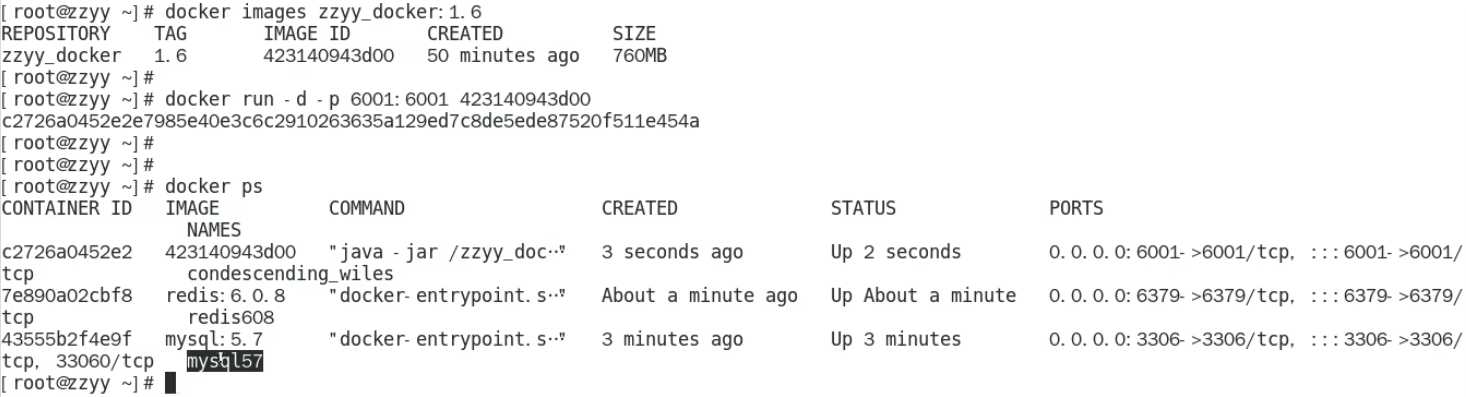 [root@zzyy ~]# docker images zzyy_docker:1.6
REPOSITORY    TAG       IMAGE ID       CREATED          SIZE
zzyy_docker   1.6       423140943d00   50 minutes ago   760MB
[root@zzyy ~]#
[root@zzyy ~]# docker run -d -p 6001:6001 423140943d00
c2726a0452e2e7985e40e3c6c2910263635a129ed7c8de5ede87520f511e454a
[root@zzyy ~]#
[root@zzyy ~]#
[root@zzyy ~]# docker ps
CONTAINER ID   IMAGE          COMMAND                  CREATED              STATUS              PORTS
                 NAMES
c2726a0452e2   423140943d00   "java -jar /zzyy_doc…"   3 seconds ago        Up 2 seconds        0.0.0.0:6001->6001/tcp, :::6001->6001/
tcp              condescending_wiles
7e890a02cbf8   redis:6.0.8    "docker-entrypoint.s…"   About a minute ago   Up About a minute   0.0.0.0:6379->6379/tcp, :::6379->6379/
tcp              redis608
43555b2f4e9f   mysql:5.7      "docker-entrypoint.s…"   3 minutes ago        Up 3 minutes        0.0.0.0:3306->3306/tcp, :::3306->3306/
tcp, 33060/tcp   mysql57
[root@zzyy ~]#